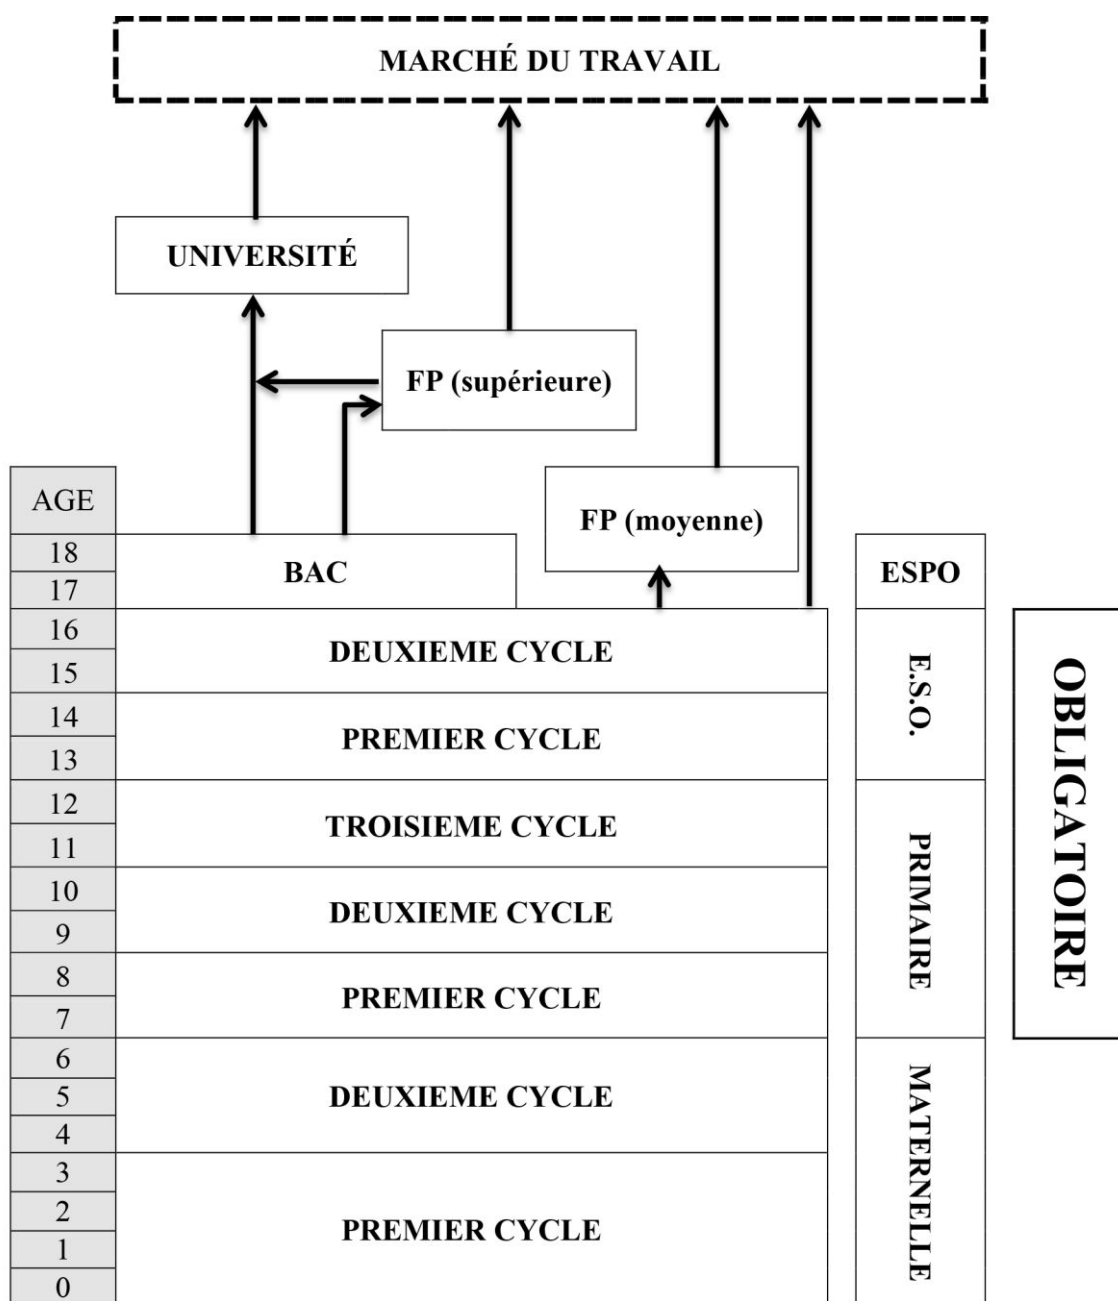 MARCHÉ DU TRAVAIL
UNIVERSITÉ
FP (supérieure)
FP (moyenne)
AGE
18
17
BAC
ESPO
16
15
DEUXIEME CYCLE
E.S.O.
14
13
PREMIER CYCLE
12
11
TROISIEME CYCLE
10
9
DEUXIEME CYCLE
PRIMAIRE
8
7
PREMIER CYCLE
OBLIGATOIRE
6
5
4
DEUXIEME CYCLE
MATERNELLE
3
2
1
0
PREMIER CYCLE